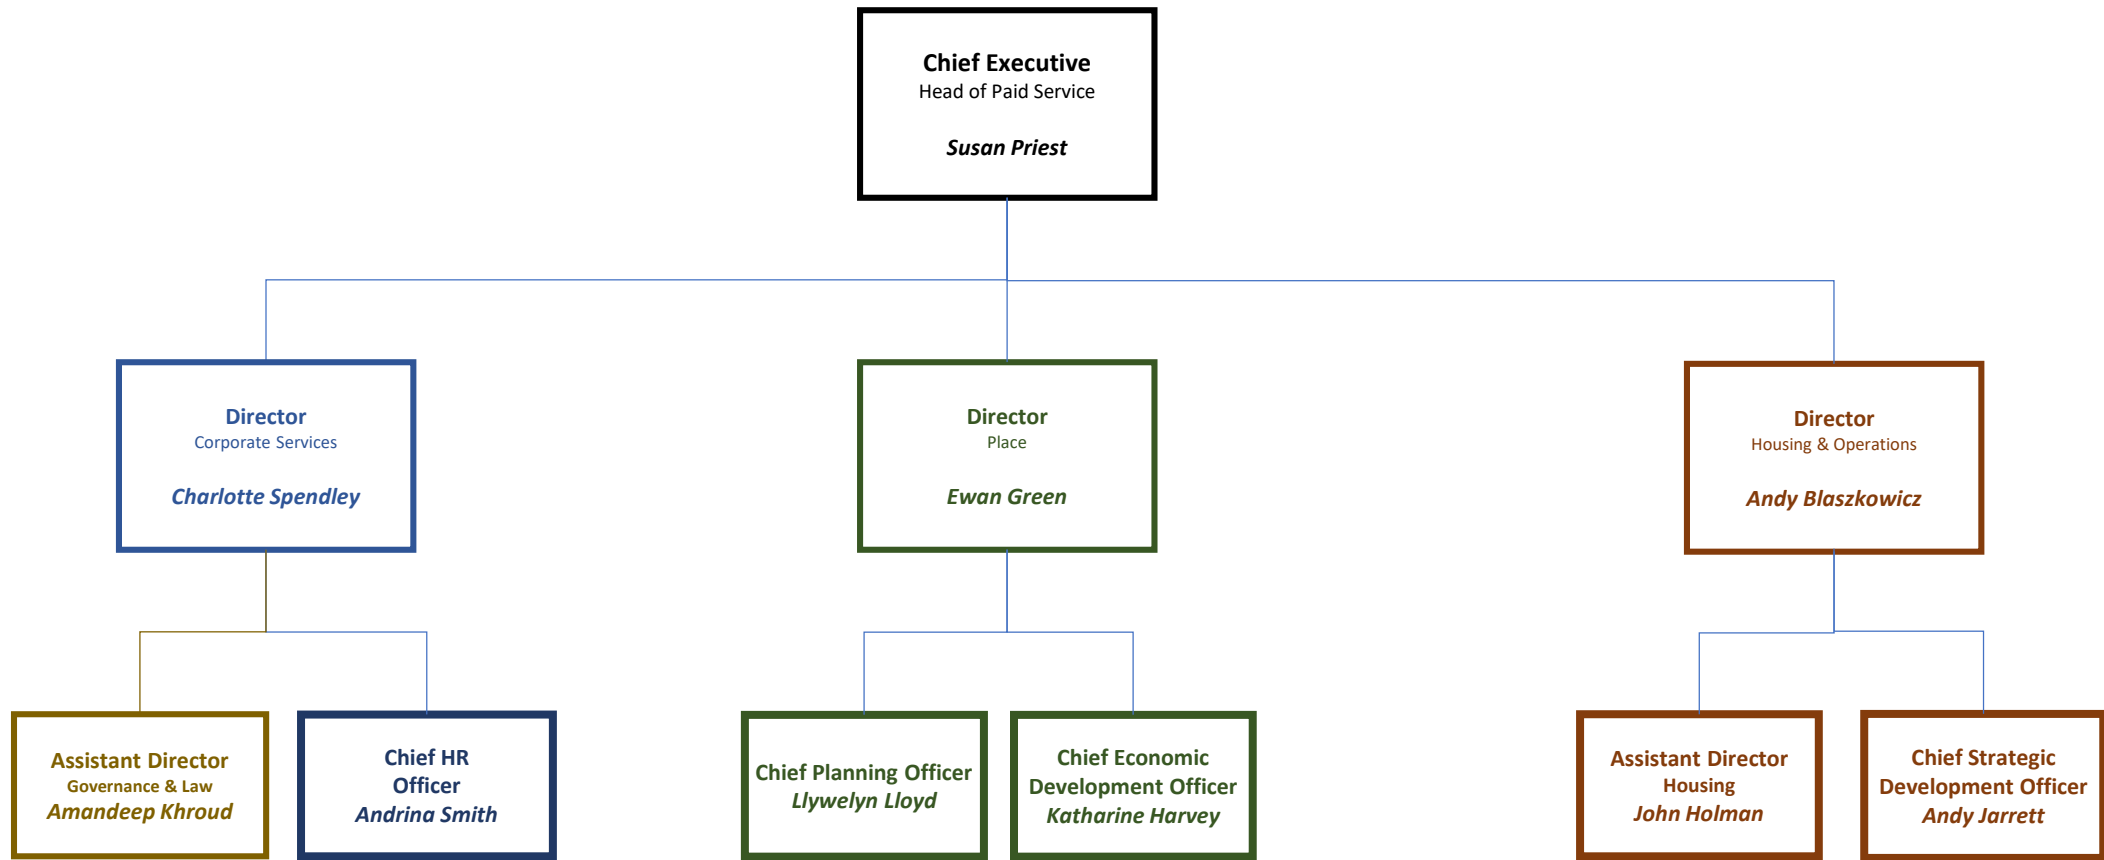 Chief Executive
Head of Paid Service
Susan Priest
Director
Corporate Services
Charlotte Spendley
Director
Place
Ewan Green
Director
Housing & Operations
Andy Blaszkowicz
Assistant Director
Governance & Law
Amandeep Khroud
Chief HR
Officer
Andrina Smith
Chief Planning Officer
Llywelyn Lloyd
Chief Economic
Development Officer
Katharine Harvey
Assistant Director
Housing
John Holman
Chief Strategic
Development Officer
Andy Jarrett